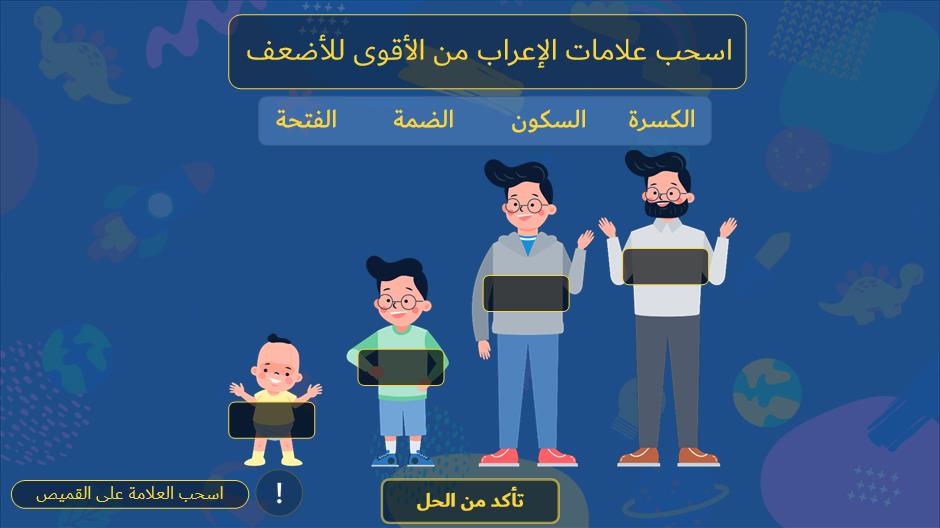 اسحب علامات الإعراب من الأقوى للأضعف
الكسرة السكون الضمة الفتحة
اسحب العلامة على القميص
!
تأكد من الحل